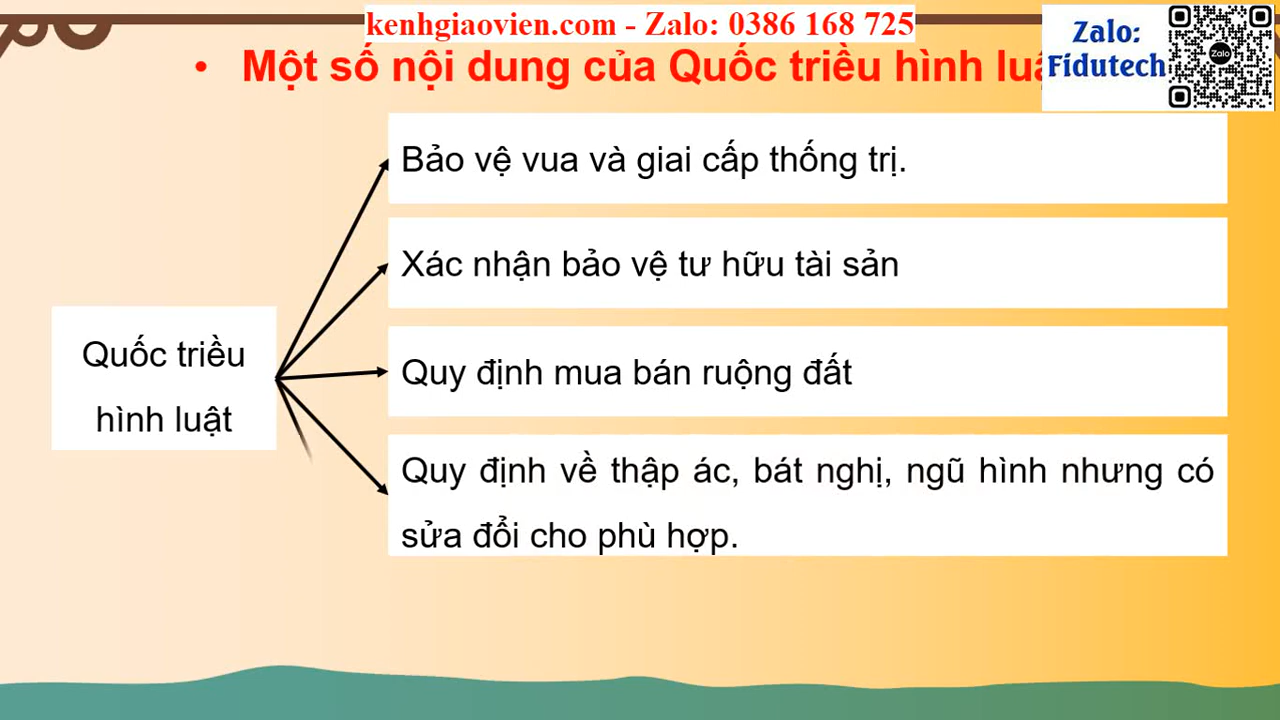 kenhgiaovien.com - Zalo: 0386 168 725
Zalo:
Fidutech
Zalo
• Một số nội dung của Quốc triều hình
Bảo vệ vua và giai cấp thống trị.
Xác nhận bảo vệ tư hữu tài sản
Quốc triều
hình luật
Quy định mua bán ruộng đất
Quy định về thập ác, bát nghị, ngũ hình nhưng có
sửa đổi cho phù hợp.